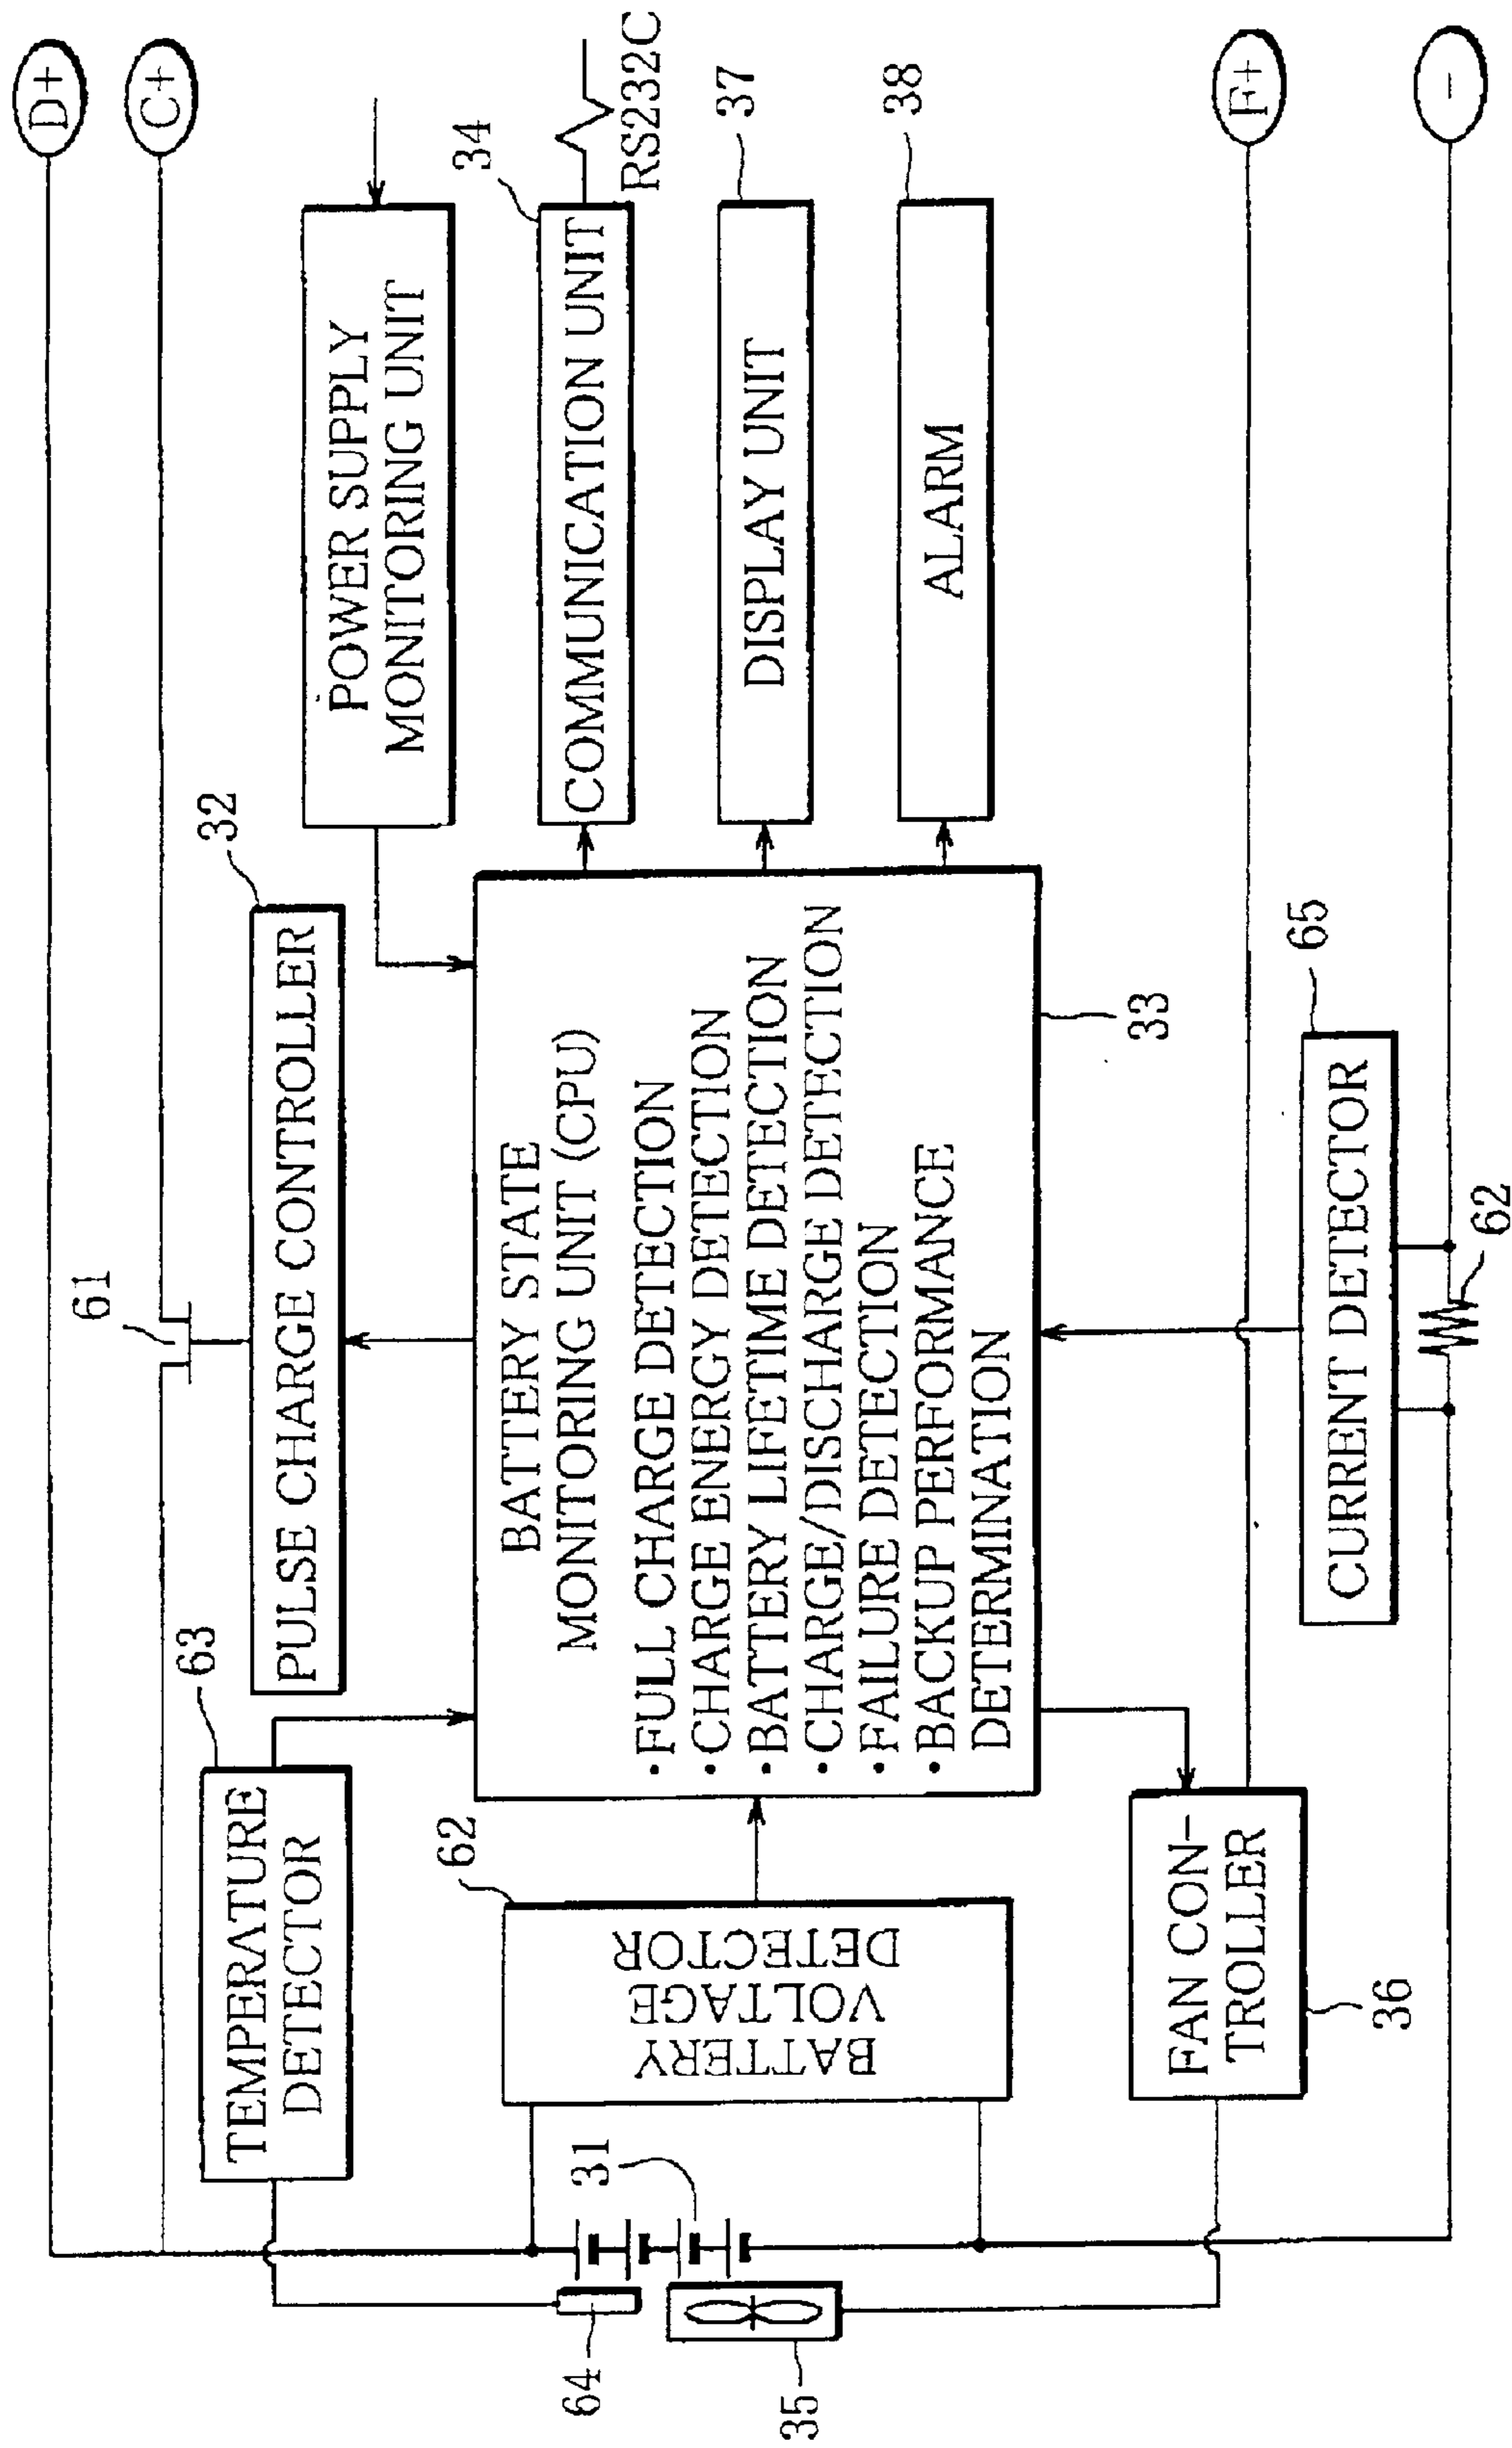 D+
C+
61
32
PULSE CHARGE CONTROLLER
63
TEMPERATURE
DETECTOR
POWER SUPPLY
MONITORING UNIT
34
COMMUNICATION UNIT
RS232C
37
DISPLAY UNIT
38
ALARM
BATTERY STATE
MONITORING UNIT (CPU)
• FULL CHARGE DETECTION
• CHARGE ENERGY DETECTION
• BATTERY LIFETIME DETECTION
• CHARGE/DISCHARGE DETECTION
• FAILURE DETECTION
• BACKUP PERFORMANCE
DETERMINATION
33
62
BATTERY
VOLTAGE
DETECTOR
31
64
35
FAN CON-
TROLLER
36
F+
65
CURRENT DETECTOR
62
−